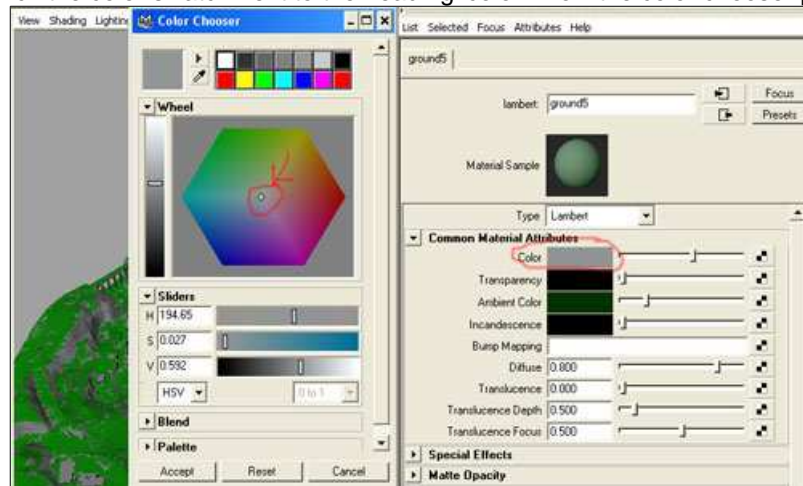 View Shading Lighting
Color Chooser
Wheel
Sliders
H 194.65
S 0.027
V 0.592
HSV 0 to 1
Blend
Palette
Accept Reset Cancel
List Selected Focus Attributes Help
ground5
lambert: ground5
Focus
Presets
Material Sample
Type Lambert
Common Material Attributes
Color
Transparency
Ambient Color
Incandescence
Bump Mapping
Diffuse 0.800
Translucence 0.000
Translucence Depth 0.500
Translucence Focus 0.500
Special Effects
Matte Opacity